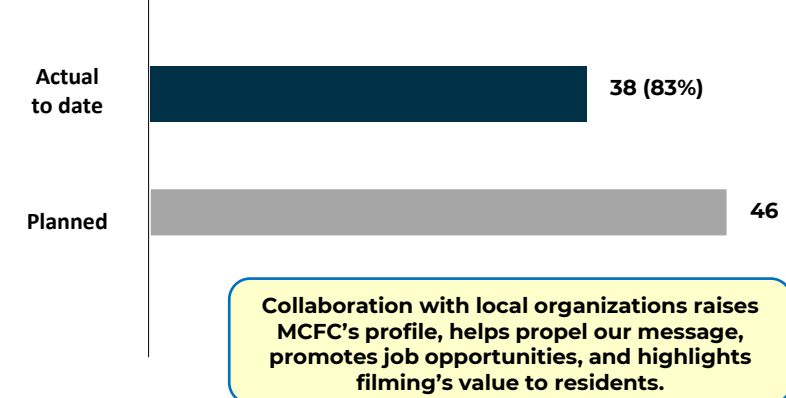 Actual
to date
38 (83%)
Planned
46
Collaboration with local organizations raises
MCFC’s profile, helps propel our message,
promotes job opportunities, and highlights
filming’s value to residents.